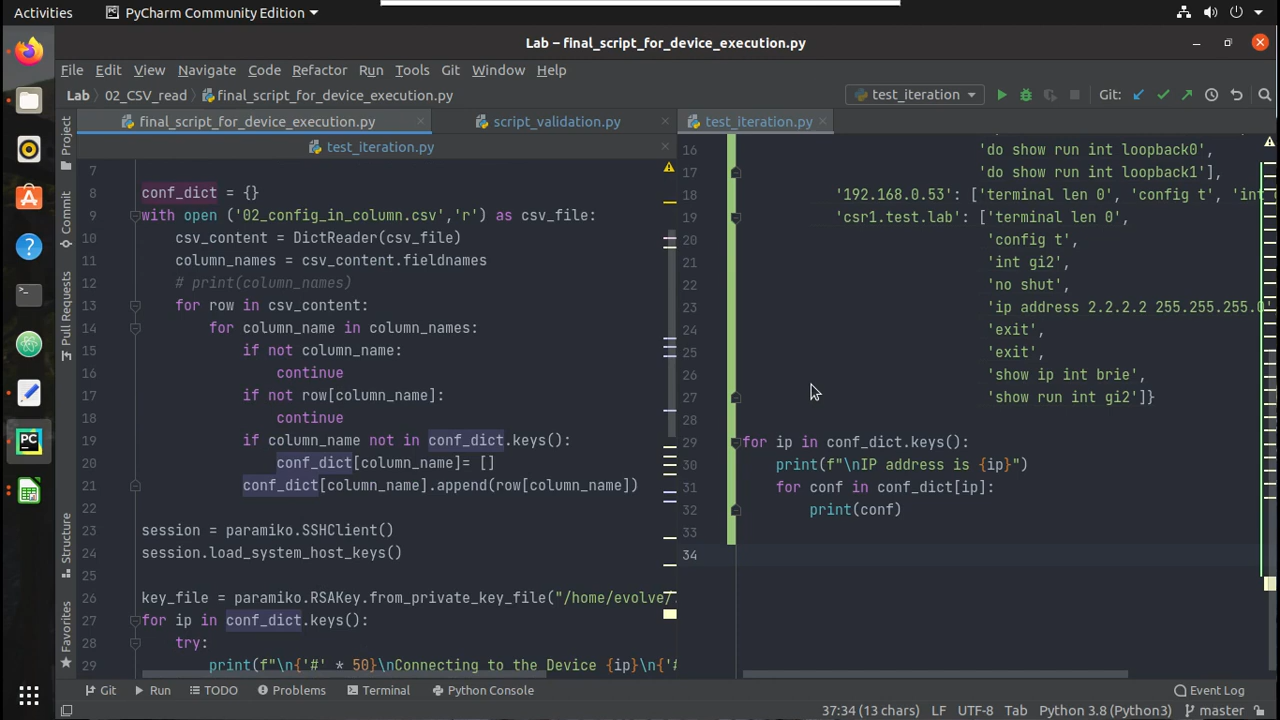 Activities
PyCharm Community Edition
Lab – final_script_for_device_execution.py
File Edit View Navigate Code Refactor Run Tools Git Window Help
Lab 02_CSV_read final_script_for_device_execution.py
test_iteration
Git:
final_script_for_device_execution.py
script_validation.py
test_iteration.py
test_iteration.py
Project
Commit
Pull Requests
Structure
Favorites
7
8 conf_dict = {}
9 with open ('02_config_in_column.csv','r') as csv_file:
10 csv_content = DictReader(csv_file)
11 column_names = csv_content.fieldnames
12 # print(column_names)
13 for row in csv_content:
14 for column_name in column_names:
15 if not column_name:
16 continue
17 if not row[column_name]:
18 continue
19 if column_name not in conf_dict.keys():
20 conf_dict[column_name]= []
21 conf_dict[column_name].append(row[column_name])
22
23 session = paramiko.SSHClient()
24 session.load_system_host_keys()
25
26 key_file = paramiko.RSAKey.from_private_key_file("/home/evolve/
27 for ip in conf_dict.keys():
28 try:
29 print(f"\n{'#' * 50}\nConnecting to the Device {ip}\n{'#
16 'do show run int loopback0',
17 'do show run int loopback1'],
18 '192.168.0.53': ['terminal len 0', 'config t', 'int
19 'csr1.test.lab': ['terminal len 0',
20 'config t',
21 'int gi2',
22 'no shut',
23 'ip address 2.2.2.2 255.255.255.0'
24 'exit',
25 'exit',
26 'show ip int brie',
27 'show run int gi2']}
28
29 for ip in conf_dict.keys():
30 print(f"\nIP address is {ip}")
31 for conf in conf_dict[ip]:
32 print(conf)
33
34
Git Run TODO Problems Terminal Python Console Event Log
37:34 (13 chars) LF UTF-8 Tab Python 3.8 (Python3) master